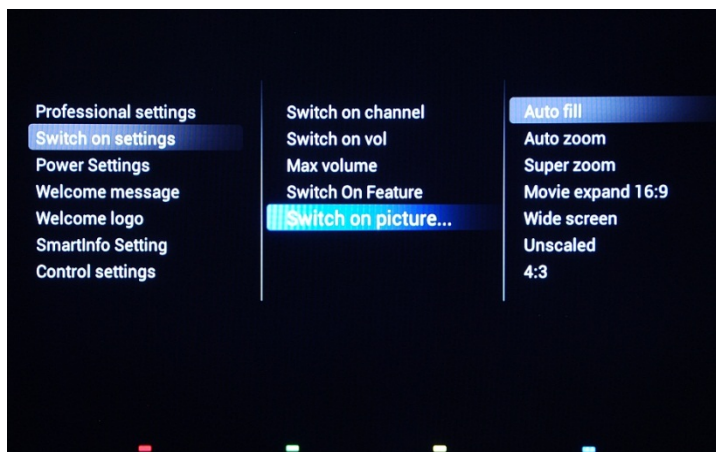 Professional settings
Switch on settings
Power Settings
Welcome message
Welcome logo
SmartInfo Setting
Control settings
Switch on channel
Switch on vol
Max volume
Switch On Feature
Switch on picture...
Auto fill
Auto zoom
Super zoom
Movie expand 16:9
Wide screen
Unscaled
4:3